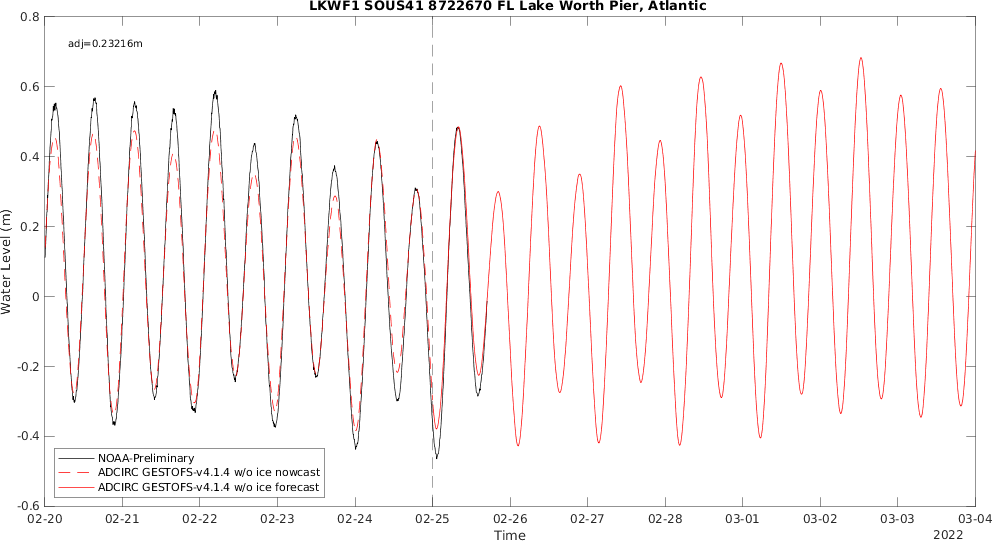 LKWF1 SOUS41 8722670 FL Lake Worth Pier, Atlantic
adj=0.23216m
0.8
0.6
0.4
0.2
0
-0.2
-0.4
-0.6
Water Level (m)
NOAA-Preliminary
ADCIRC GESTOFS-v4.1.4 w/o ice nowcast
ADCIRC GESTOFS-v4.1.4 w/o ice forecast
02-20 02-21 02-22 02-23 02-24 02-25 02-26 02-27 02-28 03-01 03-02 03-03 03-04
Time
2022